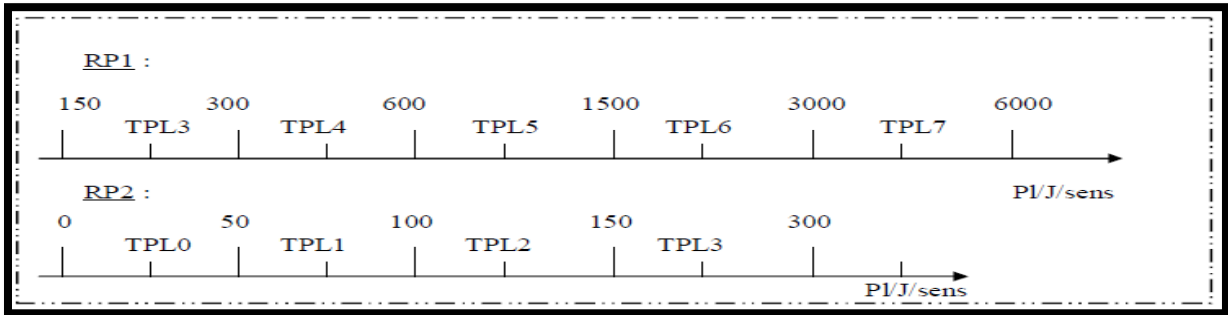 RP1 :
150 300 600 1500 3000 6000
TPL3 TPL4 TPL5 TPL6 TPL7
Pl/J/sens
RP2 :
0 50 100 150 300
TPL0 TPL1 TPL2 TPL3
Pl/J/sens